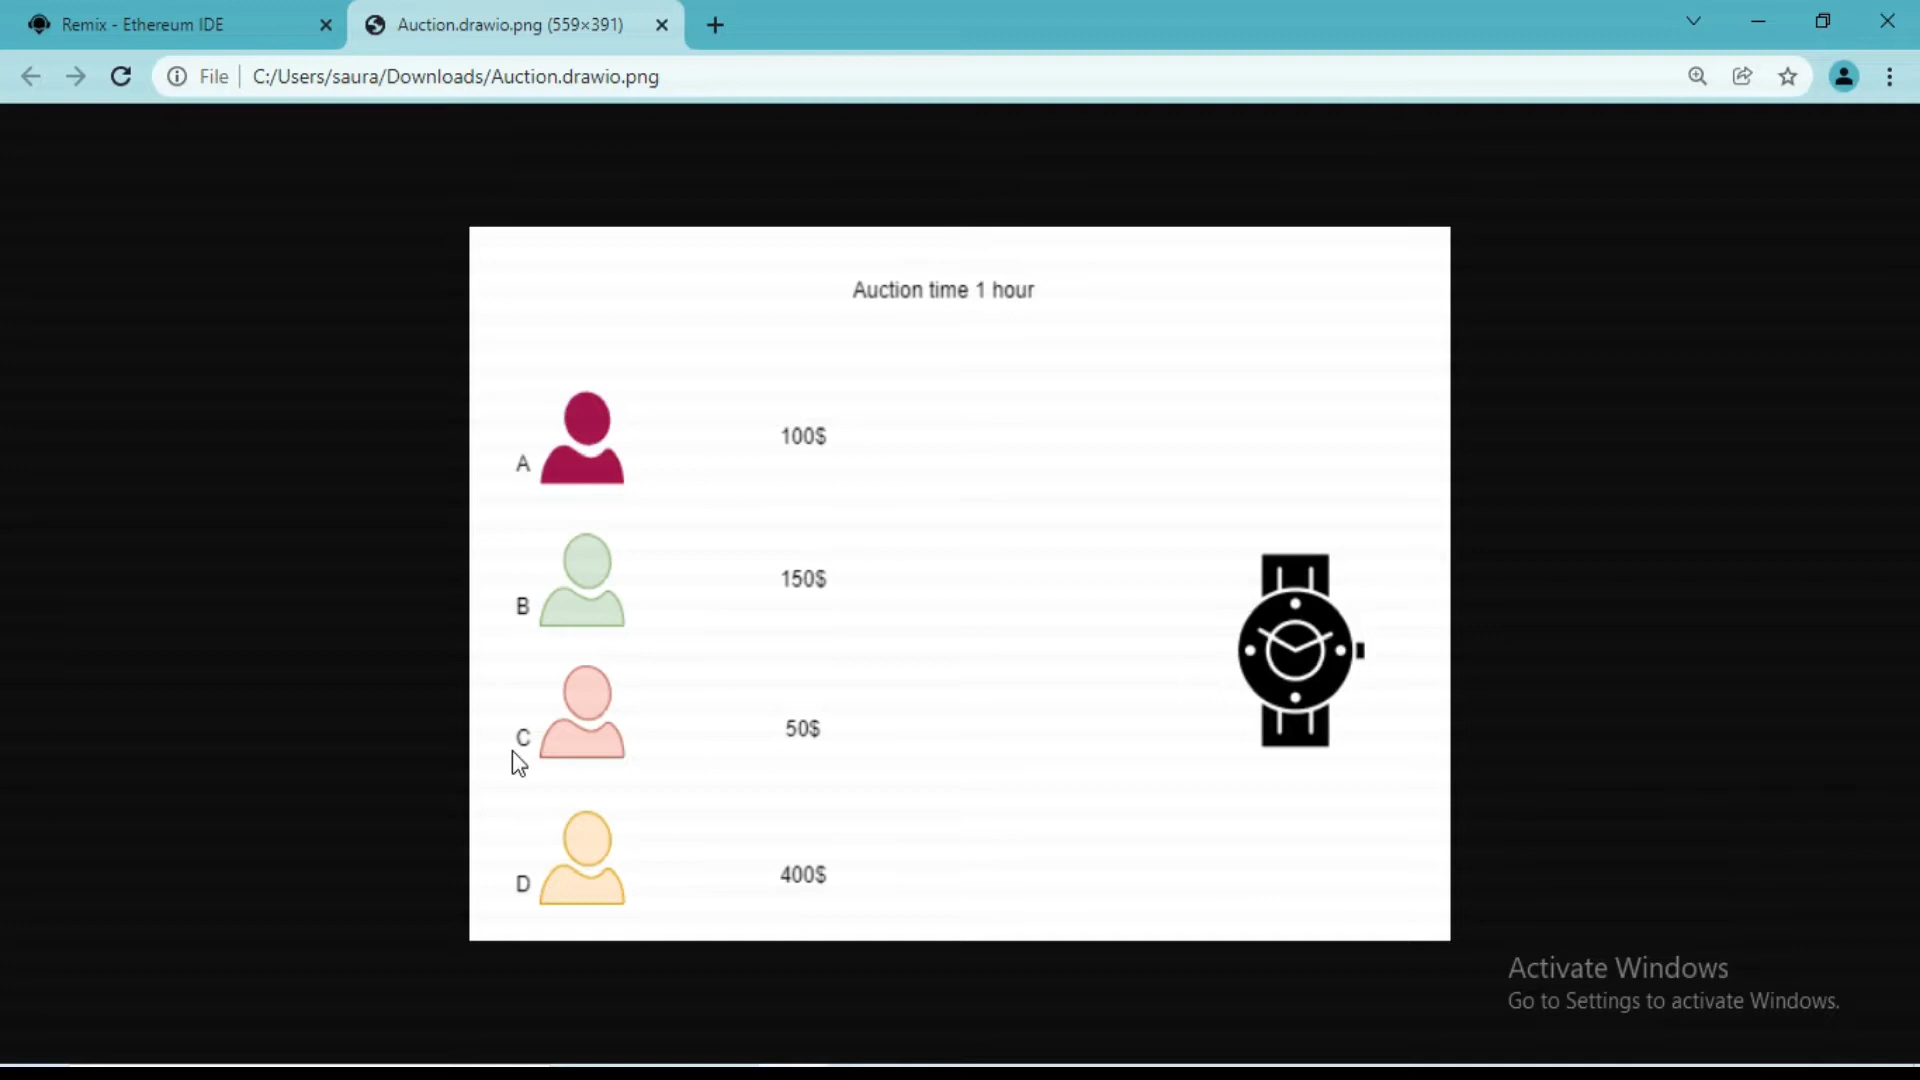 Remix - Ethereum IDE
Auction.drawio.png (559×391)
File
C:/Users/saura/Downloads/Auction.drawio.png
Auction time 1 hour
A
100$
B
150$
C
50$
D
400$
Activate Windows
Go to Settings to activate Windows.